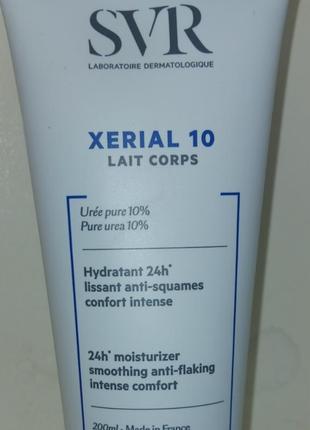 SVR
LABORATOIRE DERMATOLOGIQUE
XERIAL 10
LAIT CORPS
Urée pure 10%
Pure urea 10%
Hydratant 24h*
lissant anti-squames
confort intense
24h* moisturizer
smoothing anti-flaking
intense comfort
200ml - Made in France